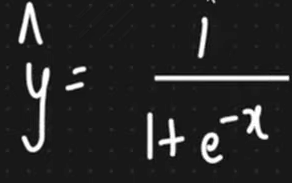 ŷ = 1 / (1 + e^{-x})